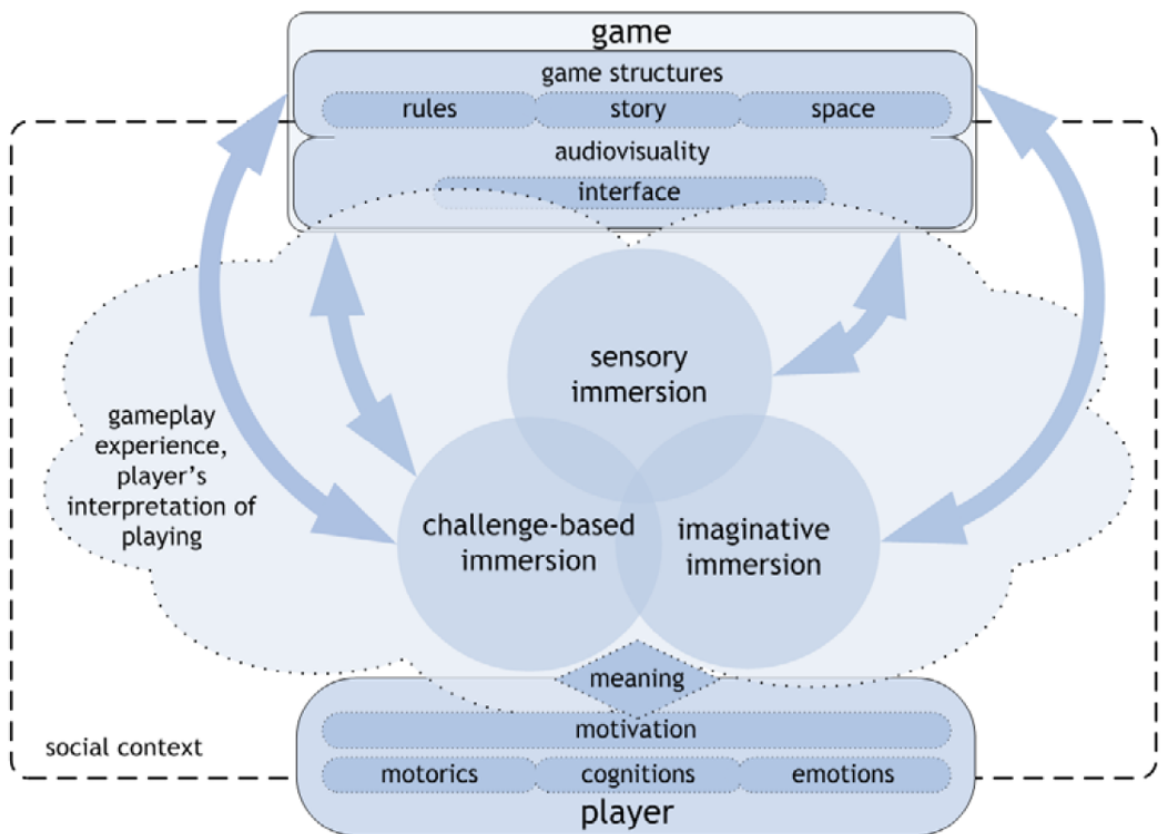 game
game structures
rules story space
audiovisuality
interface
sensory
immersion
gameplay
experience,
player's
interpretation of
playing
challenge-based
immersion
imaginative
immersion
meaning
motivation
social context
motorics cognitions emotions
player